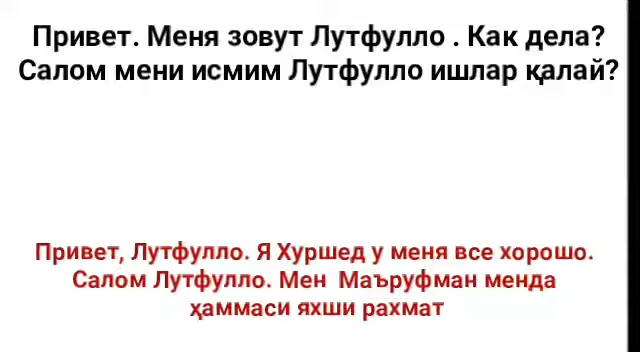 Привет. Меня зовут Лутфулло . Как дела?
Салом мени исмим Лутфулло ишлар қалай?
Привет, Лутфулло. Я Хуршед у меня все хорошо.
Салом Лутфулло. Мен Маъруфман менда
ҳаммаси яхши рахмат